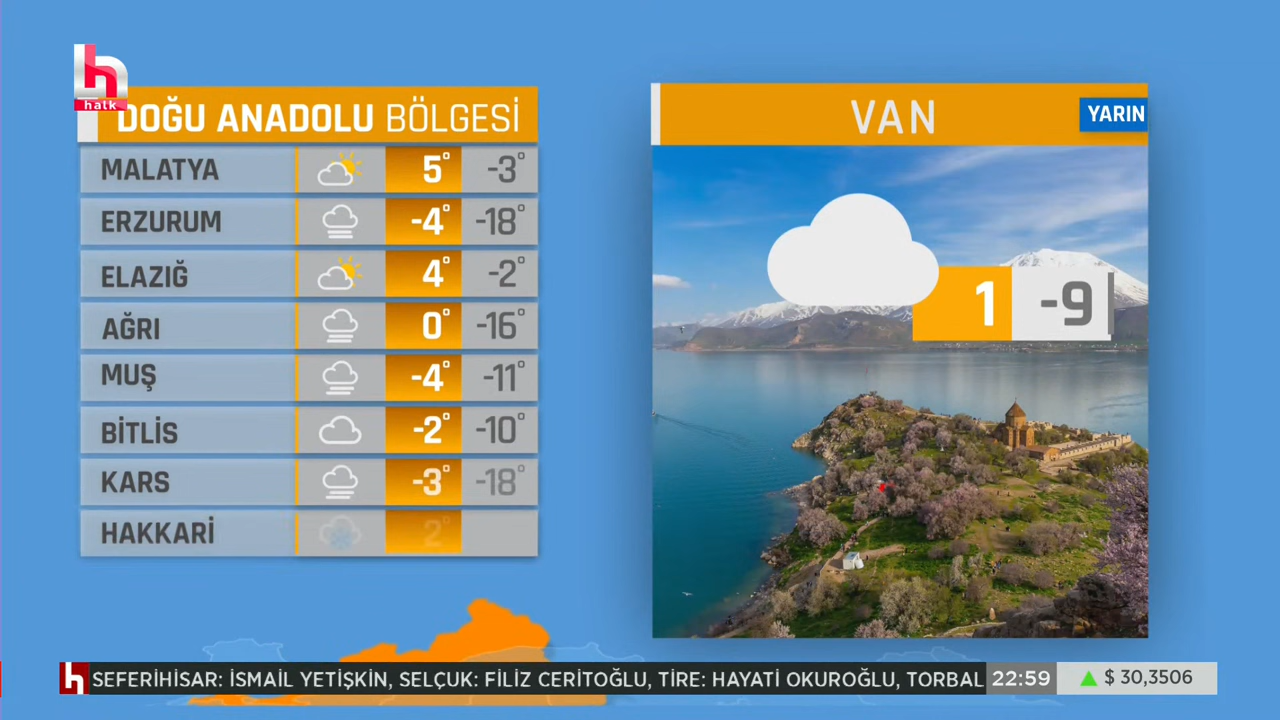 h
halk
DOĞU ANADOLU BÖLGESİ
MALATYA 5° -3°
ERZURUM -4° -18°
ELAZIĞ 4° -2°
AĞRI 0° -16°
MUŞ -4° -11°
BİTLİS -2° -10°
KARS -3° -18°
HAKKARİ 2°
VAN
YARIN
1 -9
h SEFERİHİSAR: İSMAİL YETİŞKİN, SELÇUK: FİLİZ CERİTOĞLU, TİRE: HAYATİ OKUROĞLU, TORBAL 22:59 $ 30,3506